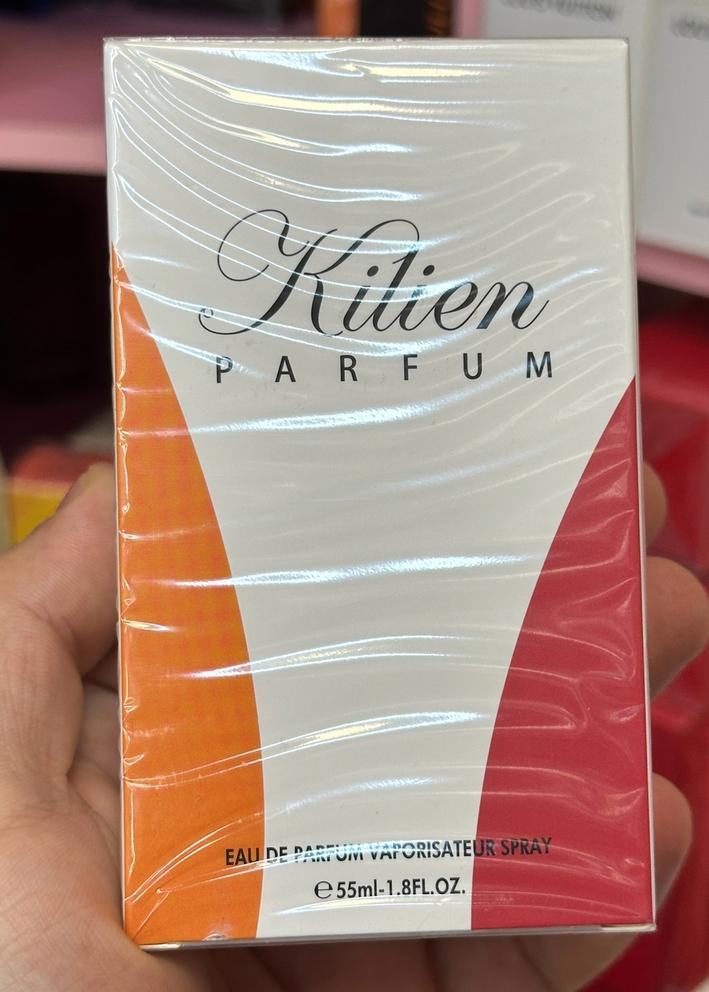 Kilien
PARFUM
EAU DE PARFUM VAPORISATEUR SPRAY
℮55ml-1.8FL.OZ.